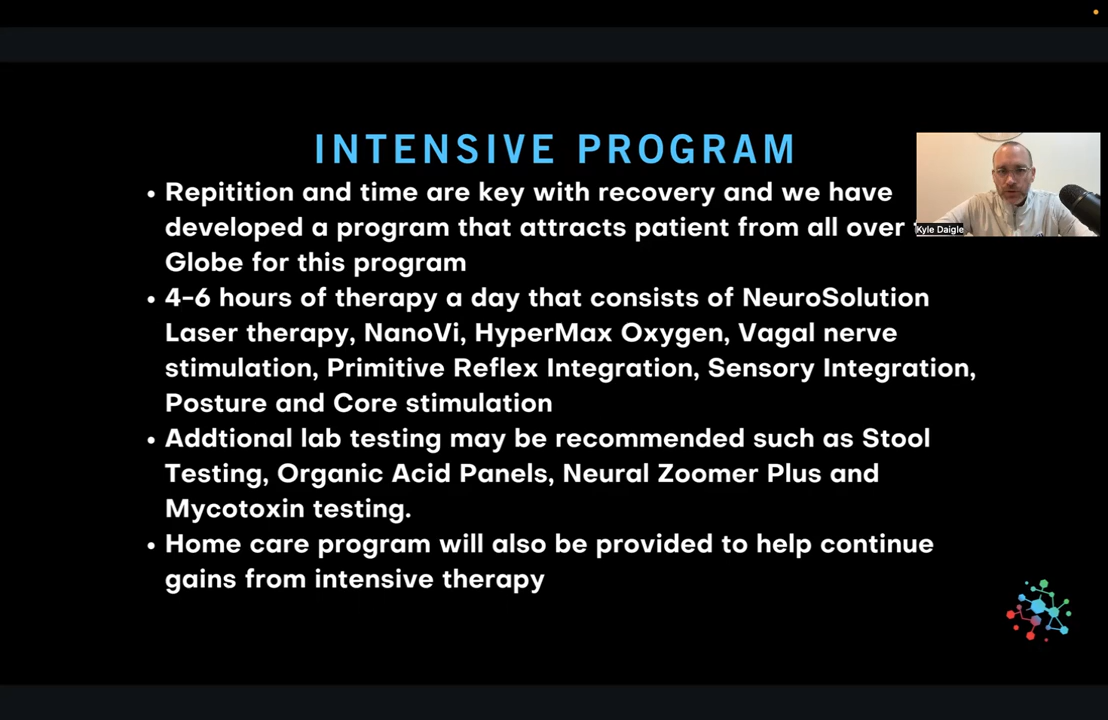 INTENSIVE PROGRAM
• Repitition and time are key with recovery and we have
developed a program that attracts patient from all over
Globe for this program
• 4-6 hours of therapy a day that consists of NeuroSolution
Laser therapy, NanoVi, HyperMax Oxygen, Vagal nerve
stimulation, Primitive Reflex Integration, Sensory Integration,
Posture and Core stimulation
• Addtional lab testing may be recommended such as Stool
Testing, Organic Acid Panels, Neural Zoomer Plus and
Mycotoxin testing.
• Home care program will also be provided to help continue
gains from intensive therapy
Kyle Daigle